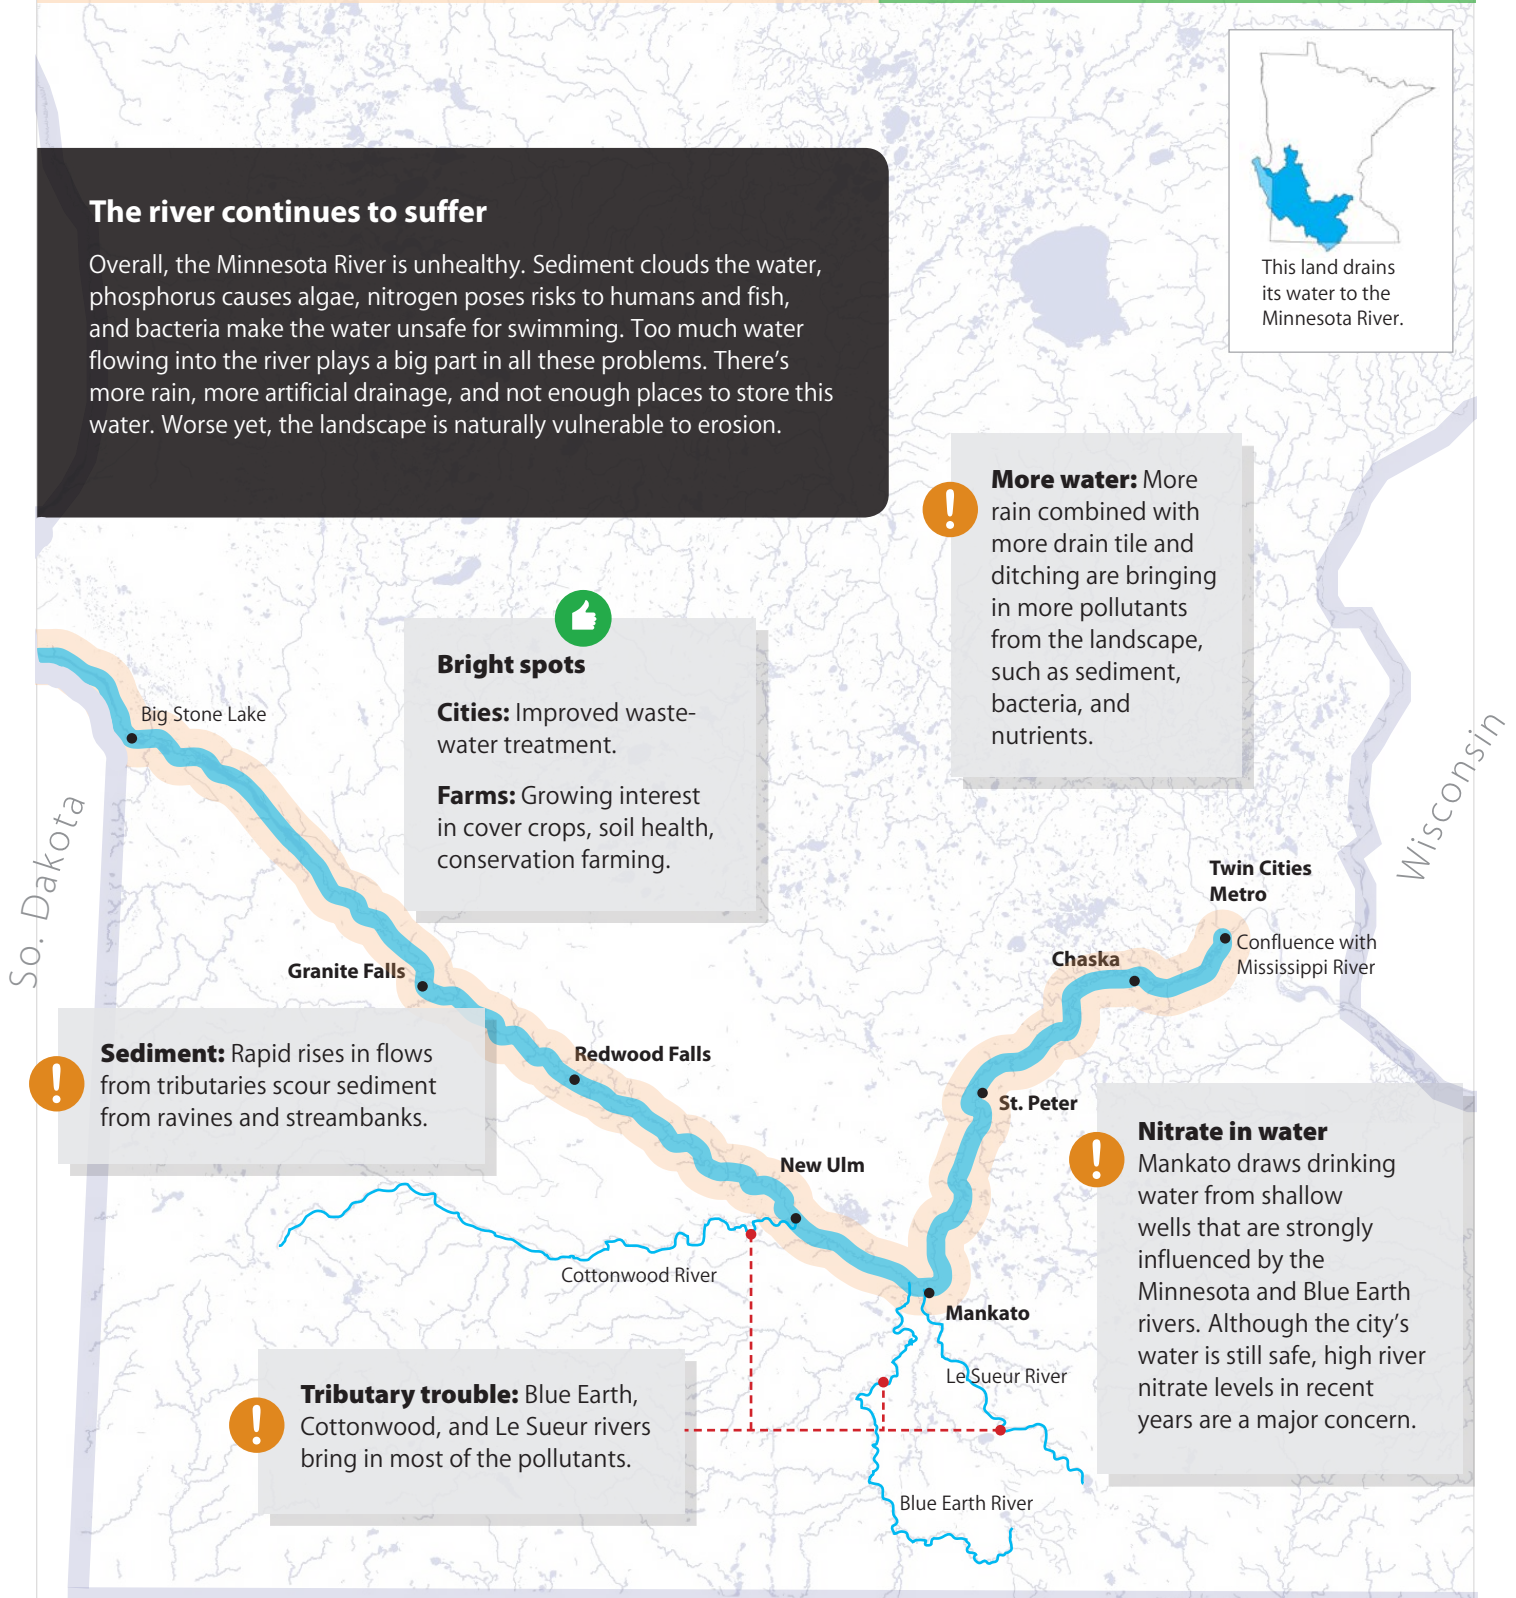 The river continues to suffer
Overall, the Minnesota River is unhealthy. Sediment clouds the water,
phosphorus causes algae, nitrogen poses risks to humans and fish,
and bacteria make the water unsafe for swimming. Too much water
flowing into the river plays a big part in all these problems. There’s
more rain, more artificial drainage, and not enough places to store this
water. Worse yet, the landscape is naturally vulnerable to erosion.
This land drains
its water to the
Minnesota River.
More water: More
rain combined with
more drain tile and
ditching are bringing
in more pollutants
from the landscape,
such as sediment,
bacteria, and
nutrients.
Bright spots
Cities: Improved waste-
water treatment.
Farms: Growing interest
in cover crops, soil health,
conservation farming.
Big Stone Lake
So. Dakota
Wisconsin
Twin Cities
Metro
Confluence with
Mississippi River
Chaska
Granite Falls
Sediment: Rapid rises in flows
from tributaries scour sediment
from ravines and streambanks.
Redwood Falls
St. Peter
New Ulm
Nitrate in water
Mankato draws drinking
water from shallow
wells that are strongly
influenced by the
Minnesota and Blue Earth
rivers. Although the city’s
water is still safe, high river
nitrate levels in recent
years are a major concern.
Cottonwood River
Mankato
Le Sueur River
Tributary trouble: Blue Earth,
Cottonwood, and Le Sueur rivers
bring in most of the pollutants.
Blue Earth River